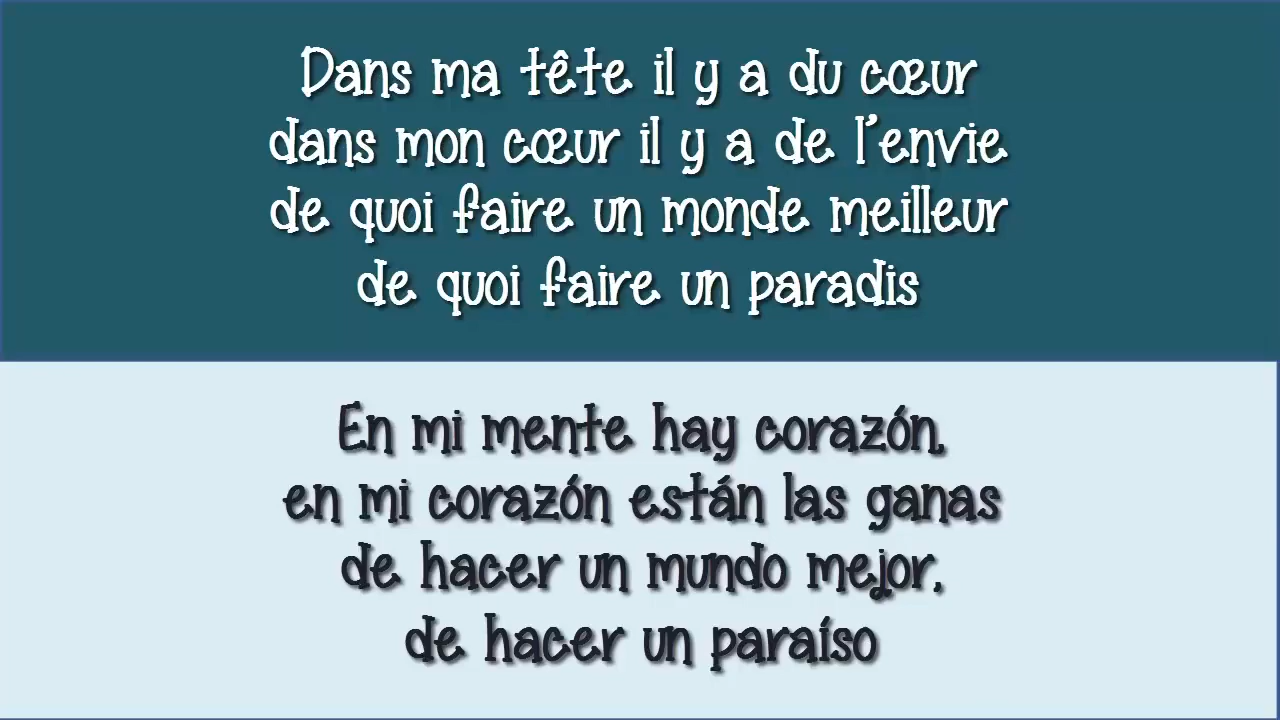 Dans ma tête il y a du cœur
dans mon cœur il y a de l'envie
de quoi faire un monde meilleur
de quoi faire un paradis
En mi mente hay corazón,
en mi corazón están las ganas
de hacer un mundo mejor,
de hacer un paraíso